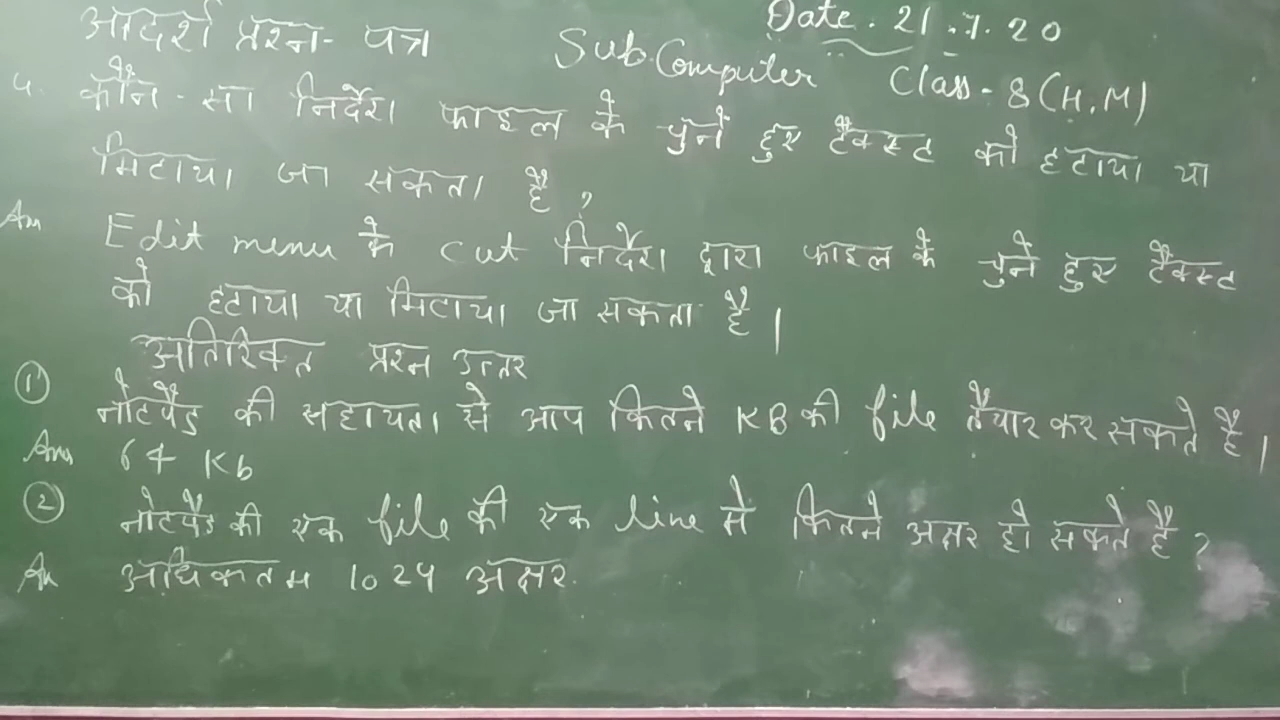 आदर्श प्रश्न- पत्र
Date. 21.7.20
Sub. Computer Class- 8 (H.M)
५. कौन-सा निर्देश फाइल के चुने हुए टैक्स्ट को हटाया या
मिटाया जा सकता है?
Ans Edit menu के cut निर्देश द्वारा फाइल के चुने हुए टैक्स्ट
को हटाया या मिटाया जा सकता है।
अतिरिक्त प्रश्न उत्तर
① नोटपैड की सहायता से आप कितने KB की file तैयार कर सकते है।
Ans 64 Kb
② नोटपैड की एक file की एक line मे कितने अक्षर हो सकते है?
An अधिकतम 1024 अक्षर.